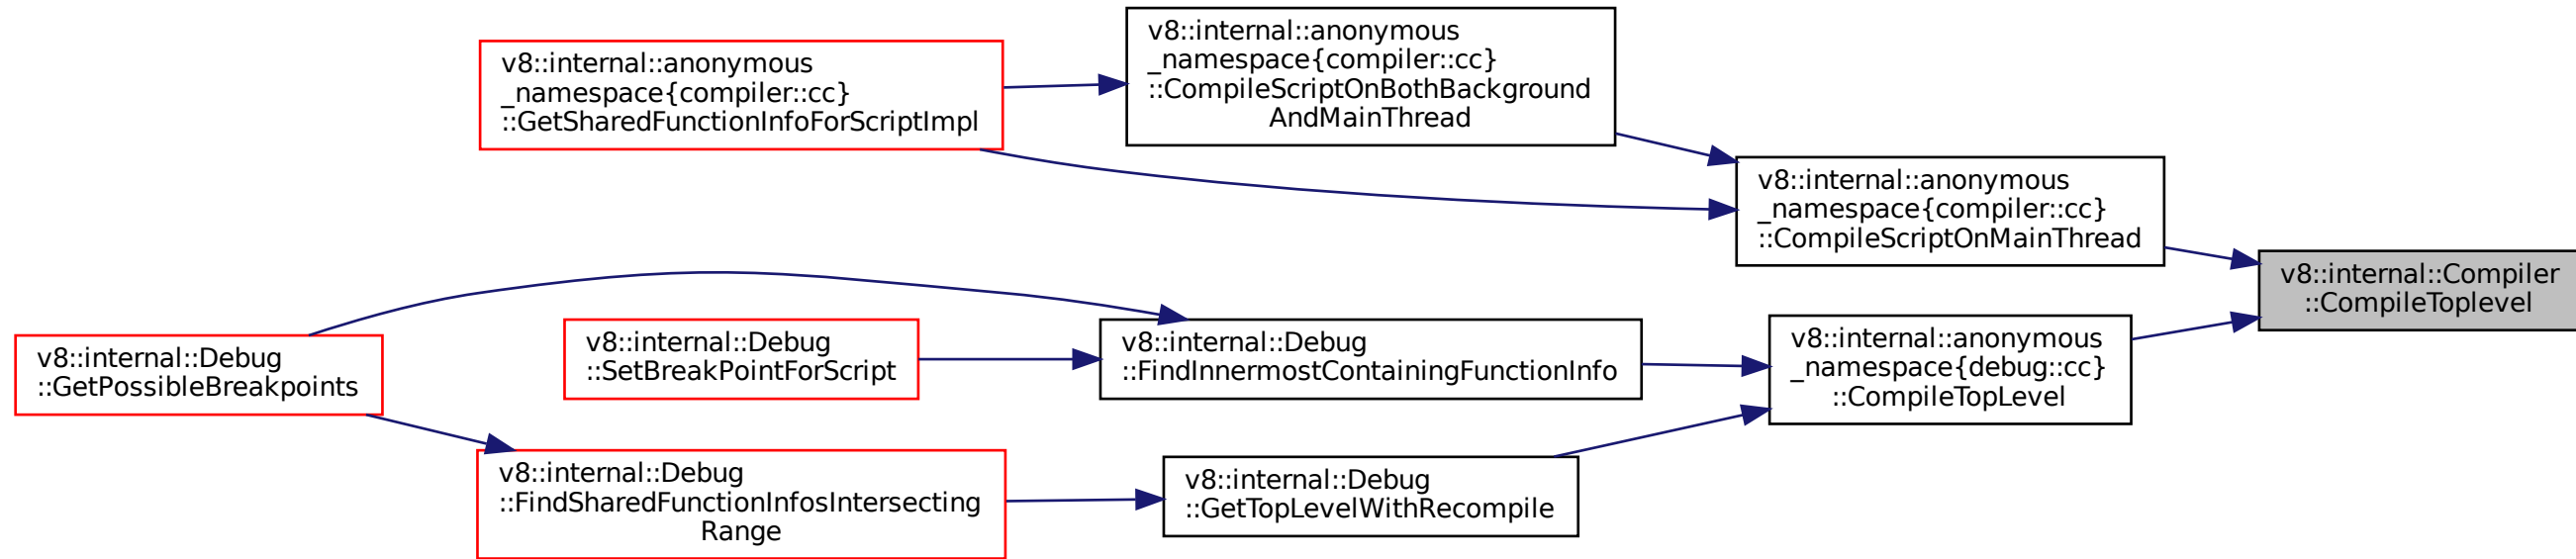 v8::internal::anonymous
_namespace{compiler::cc}
::GetSharedFunctionInfoForScriptImpl
v8::internal::anonymous
_namespace{compiler::cc}
::CompileScriptOnBothBackground
AndMainThread
v8::internal::anonymous
_namespace{compiler::cc}
::CompileScriptOnMainThread
v8::internal::Compiler
::CompileToplevel
v8::internal::Debug
::GetPossibleBreakpoints
v8::internal::Debug
::SetBreakPointForScript
v8::internal::Debug
::FindInnermostContainingFunctionInfo
v8::internal::anonymous
_namespace{debug::cc}
::CompileTopLevel
v8::internal::Debug
::FindSharedFunctionInfosIntersecting
Range
v8::internal::Debug
::GetTopLevelWithRecompile